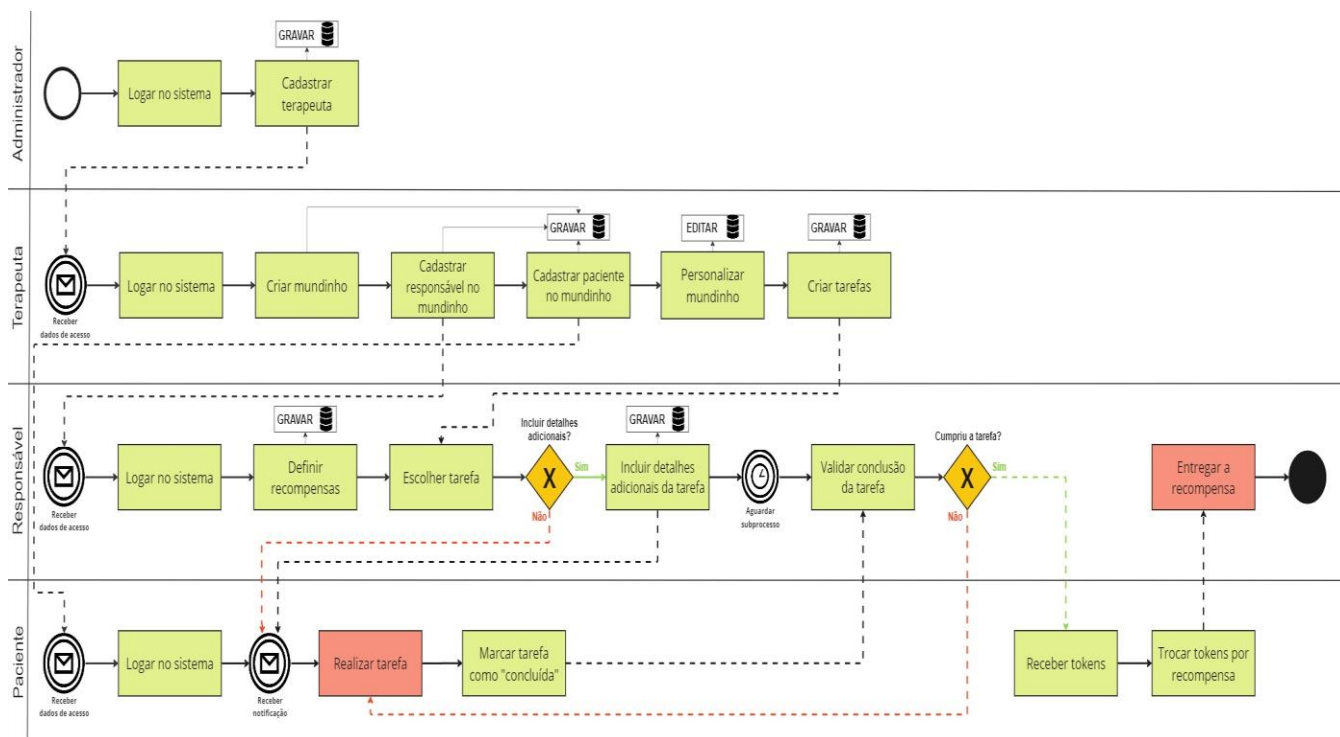 Administrador
GRAVAR
Logar no sistema
Cadastrar
terapeuta
Terapeuta
GRAVAR
EDITAR
GRAVAR
Receber
dados de acesso
Logar no sistema
Criar mundinho
Cadastrar
responsável no
mundinho
Cadastrar paciente
no mundinho
Personalizar
mundinho
Criar tarefas
Responsável
GRAVAR
Incluir detalhes
adicionais?
GRAVAR
Cumpriu a tarefa?
Receber
dados de acesso
Logar no sistema
Definir
recompensas
Escolher tarefa
X
Sim
Não
Incluir detalhes
adicionais da tarefa
Aguardar
subprocesso
Validar conclusão
da tarefa
X
Sim
Não
Entregar a
recompensa
Paciente
Receber
dados de acesso
Logar no sistema
Receber
notificação
Realizar tarefa
Marcar tarefa
como "concluída"
Receber tokens
Trocar tokens por
recompensa